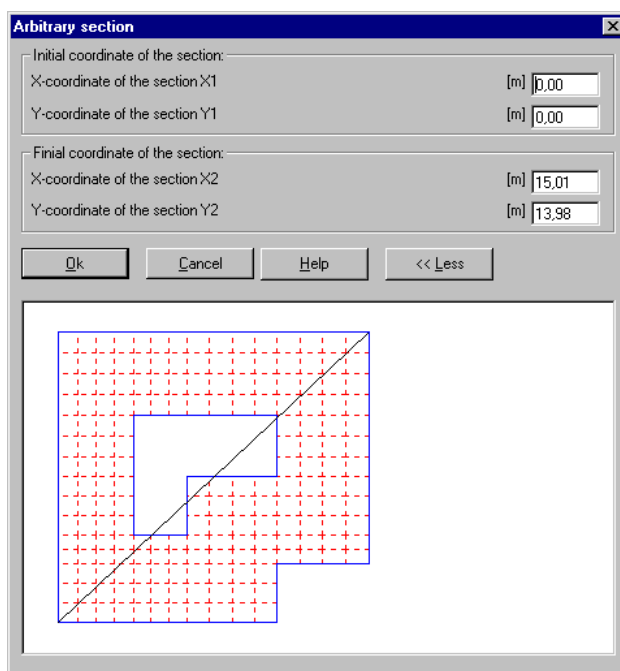 Arbitrary section
Initial coordinate of the section:
X-coordinate of the section X1 [m] 0,00
Y-coordinate of the section Y1 [m] 0,00
Finial coordinate of the section:
X-coordinate of the section X2 [m] 15,01
Y-coordinate of the section Y2 [m] 13,98
Ok Cancel Help << Less